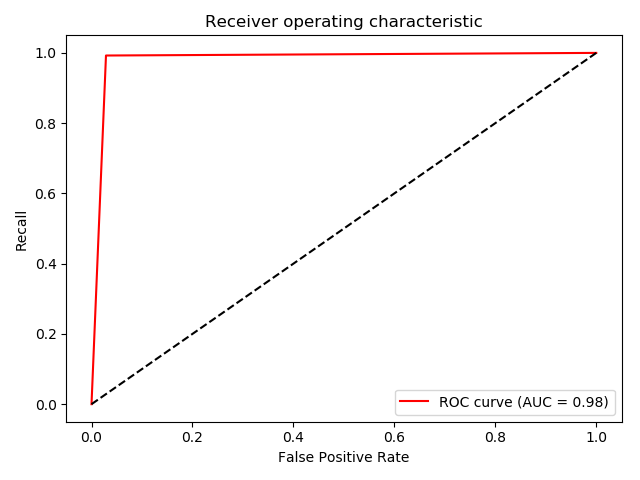 Receiver operating characteristic
1.0
0.8
0.6
0.4
0.2
0.0
Recall
ROC curve (AUC = 0.98)
0.0 0.2 0.4 0.6 0.8 1.0
False Positive Rate